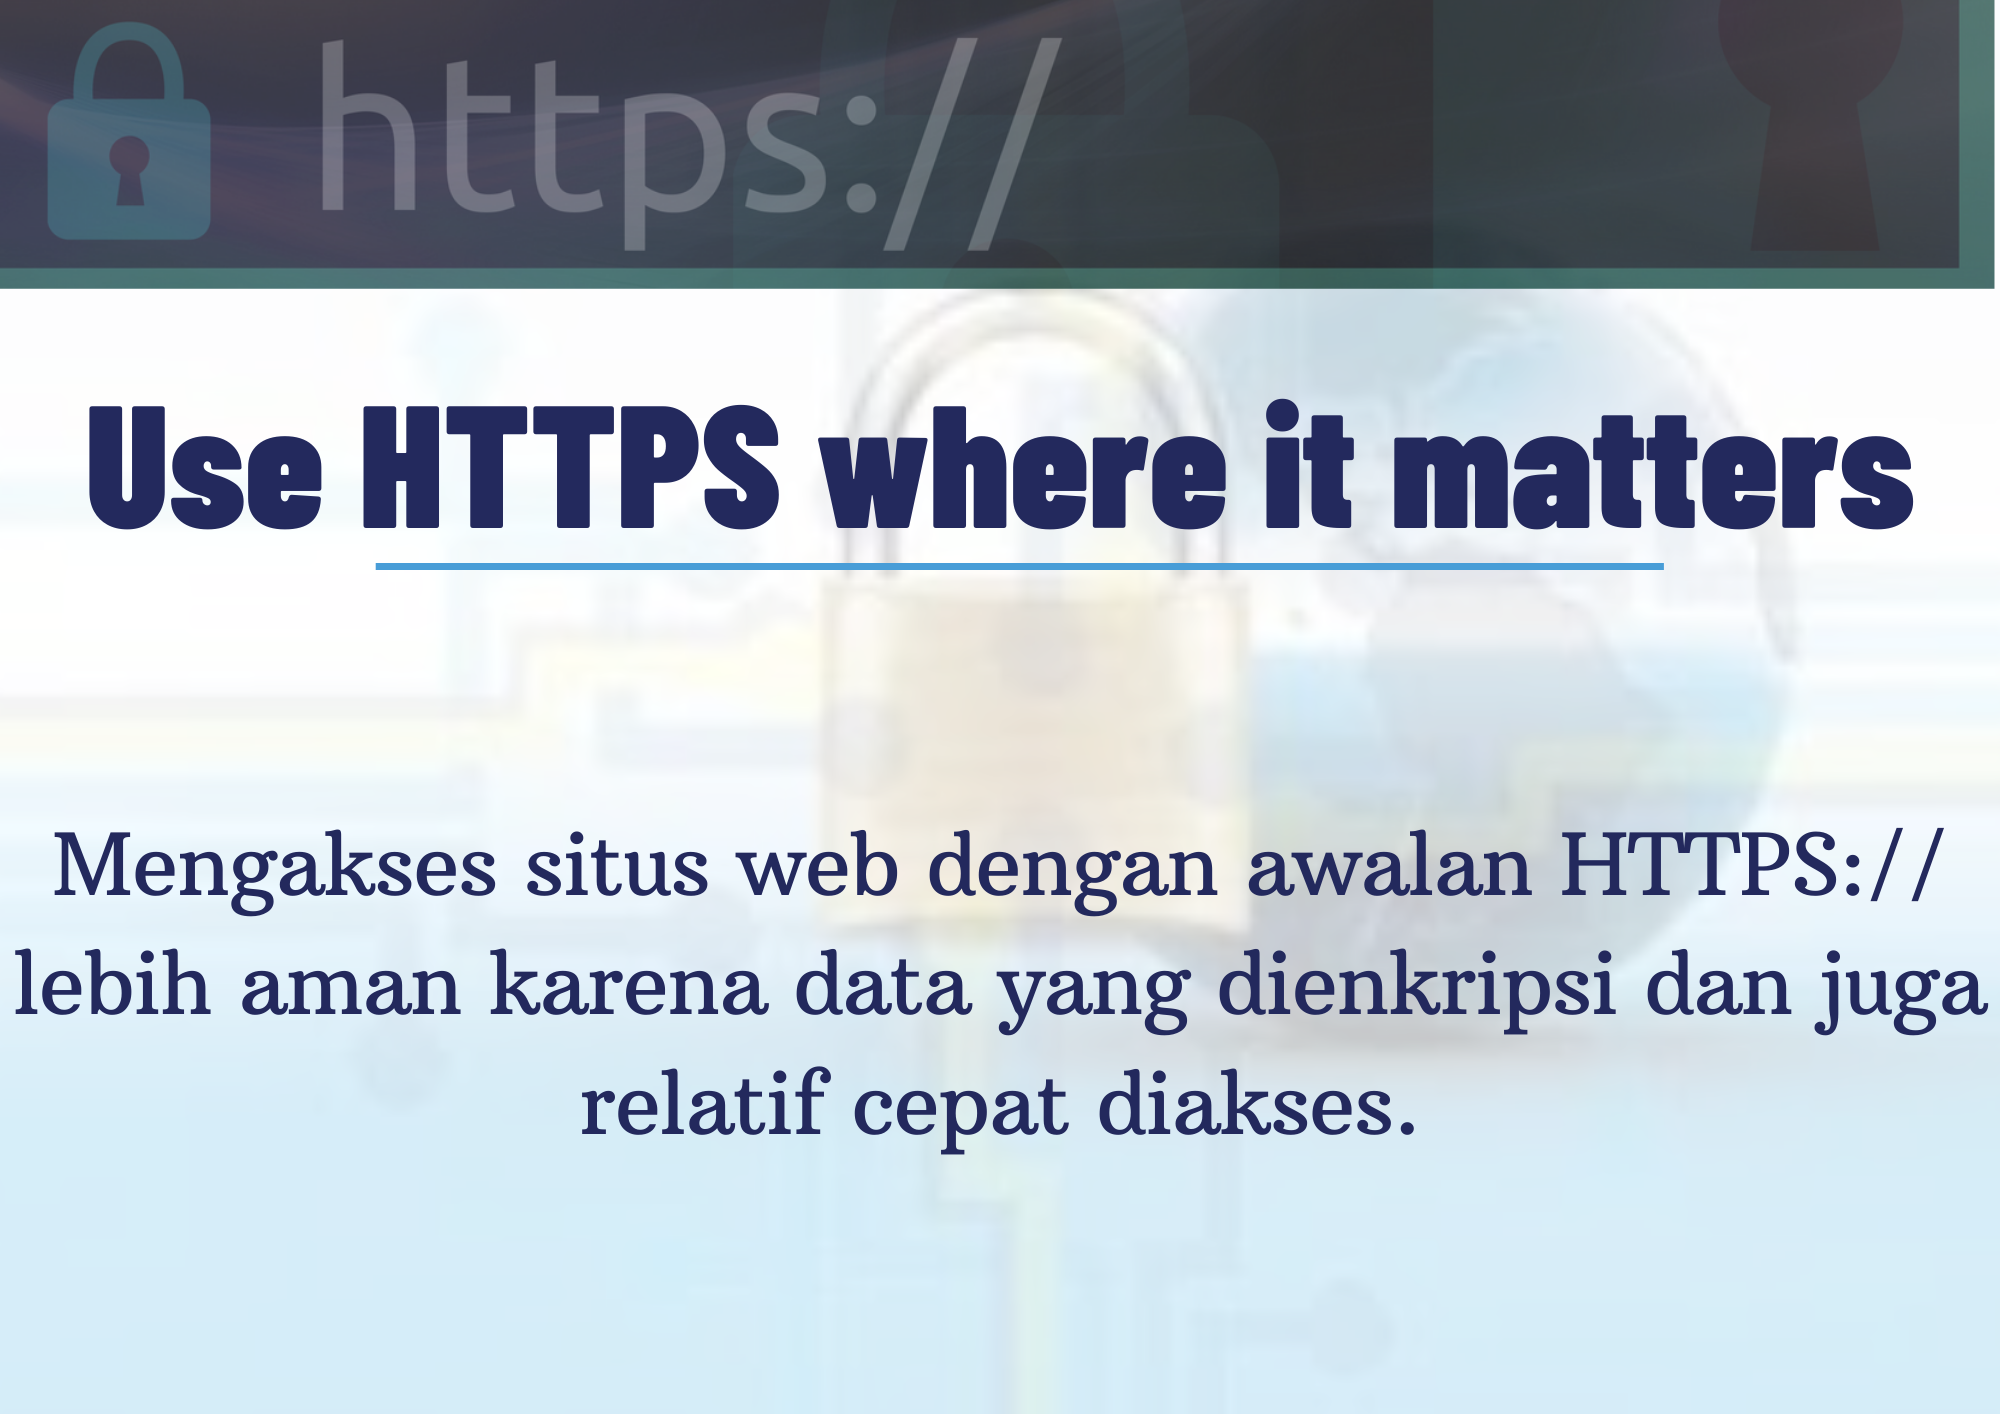 https://
Use HTTPS where it matters
Mengakses situs web dengan awalan HTTPS://
lebih aman karena data yang dienkripsi dan juga
relatif cepat diakses.